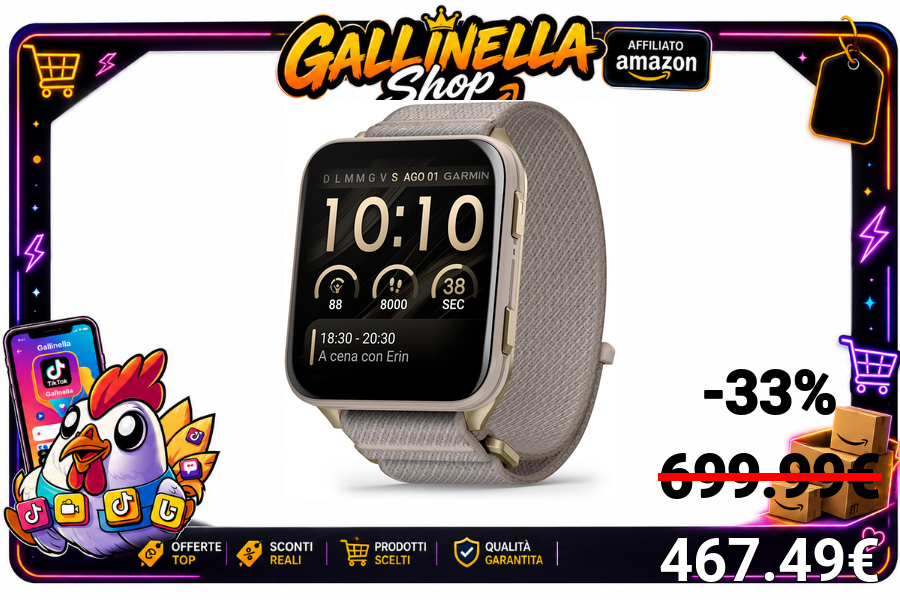 GALLINELLA
Shop
AFFILIATO
amazon
D L M M G V S AGO 01 GARMIN
10:10
88
8000
38
SEC
18:30 - 20:30
A cena con Erin
Gallinella
TikTok
Gallinella
-33%
699.99€
467.49€
OFFERTE
TOP
SCONTI
REALI
PRODOTTI
SCELTI
QUALITÀ
GARANTITA